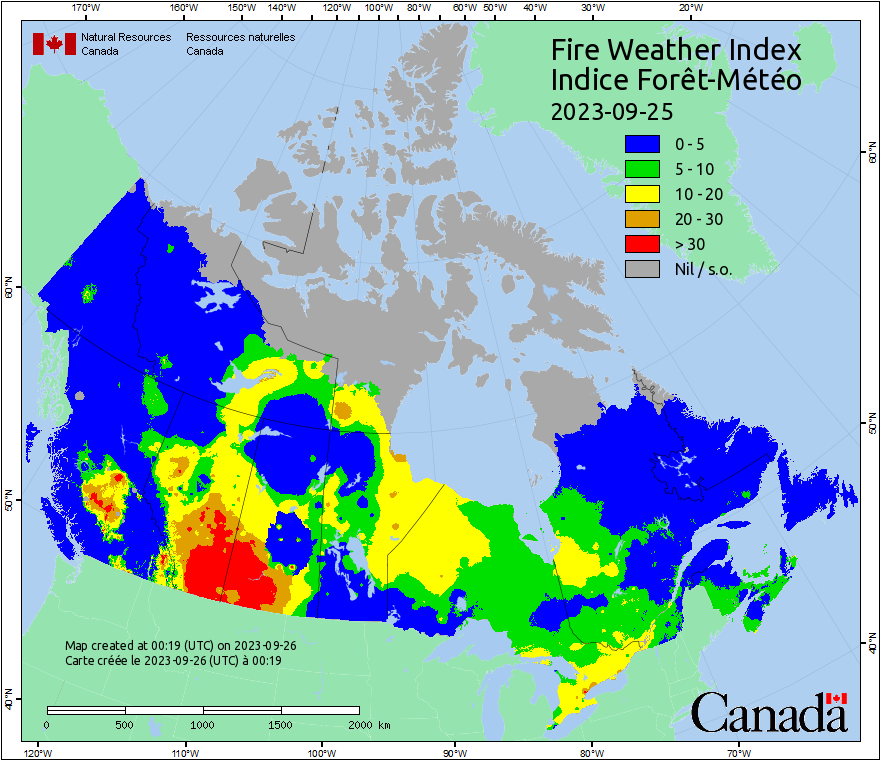 170°W 160°W 150°W 140°W 130°W 120°W 110°W 100°W 90°W 80°W 70°W 60°W 50°W 40°W 30°W 20°W
Natural Resources Ressources naturelles
Canada Canada
Fire Weather Index
Indice Forêt-Météo
2023-09-25
0 - 5
5 - 10
10 - 20
20 - 30
> 30
Nil / s.o.
60°N
60°N
50°N
50°N
40°N
40°N
Map created at 00:19 (UTC) on 2023-09-26
Carte créée le 2023-09-26 (UTC) à 00:19
0 500 1000 1500 2000 km
Canada
120°W 110°W 100°W 90°W 80°W 70°W